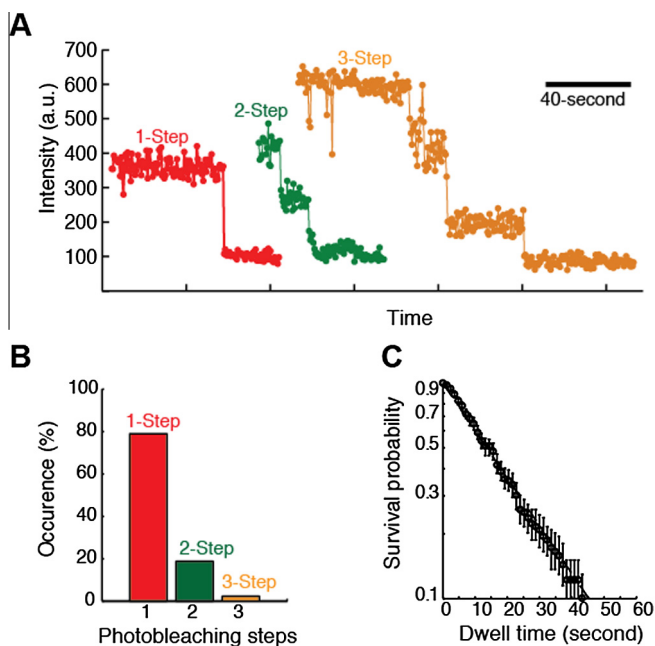 A
Intensity (a.u.)
700
600
500
400
300
200
100
1-Step
2-Step
3-Step
40-second
Time
B
Occurence (%)
100
80
60
40
20
0
1-Step
2-Step
3-Step
1 2 3
Photobleaching steps
C
Survival probability
0.9
0.7
0.5
0.3
0.1
0 10 20 30 40 50 60
Dwell time (second)